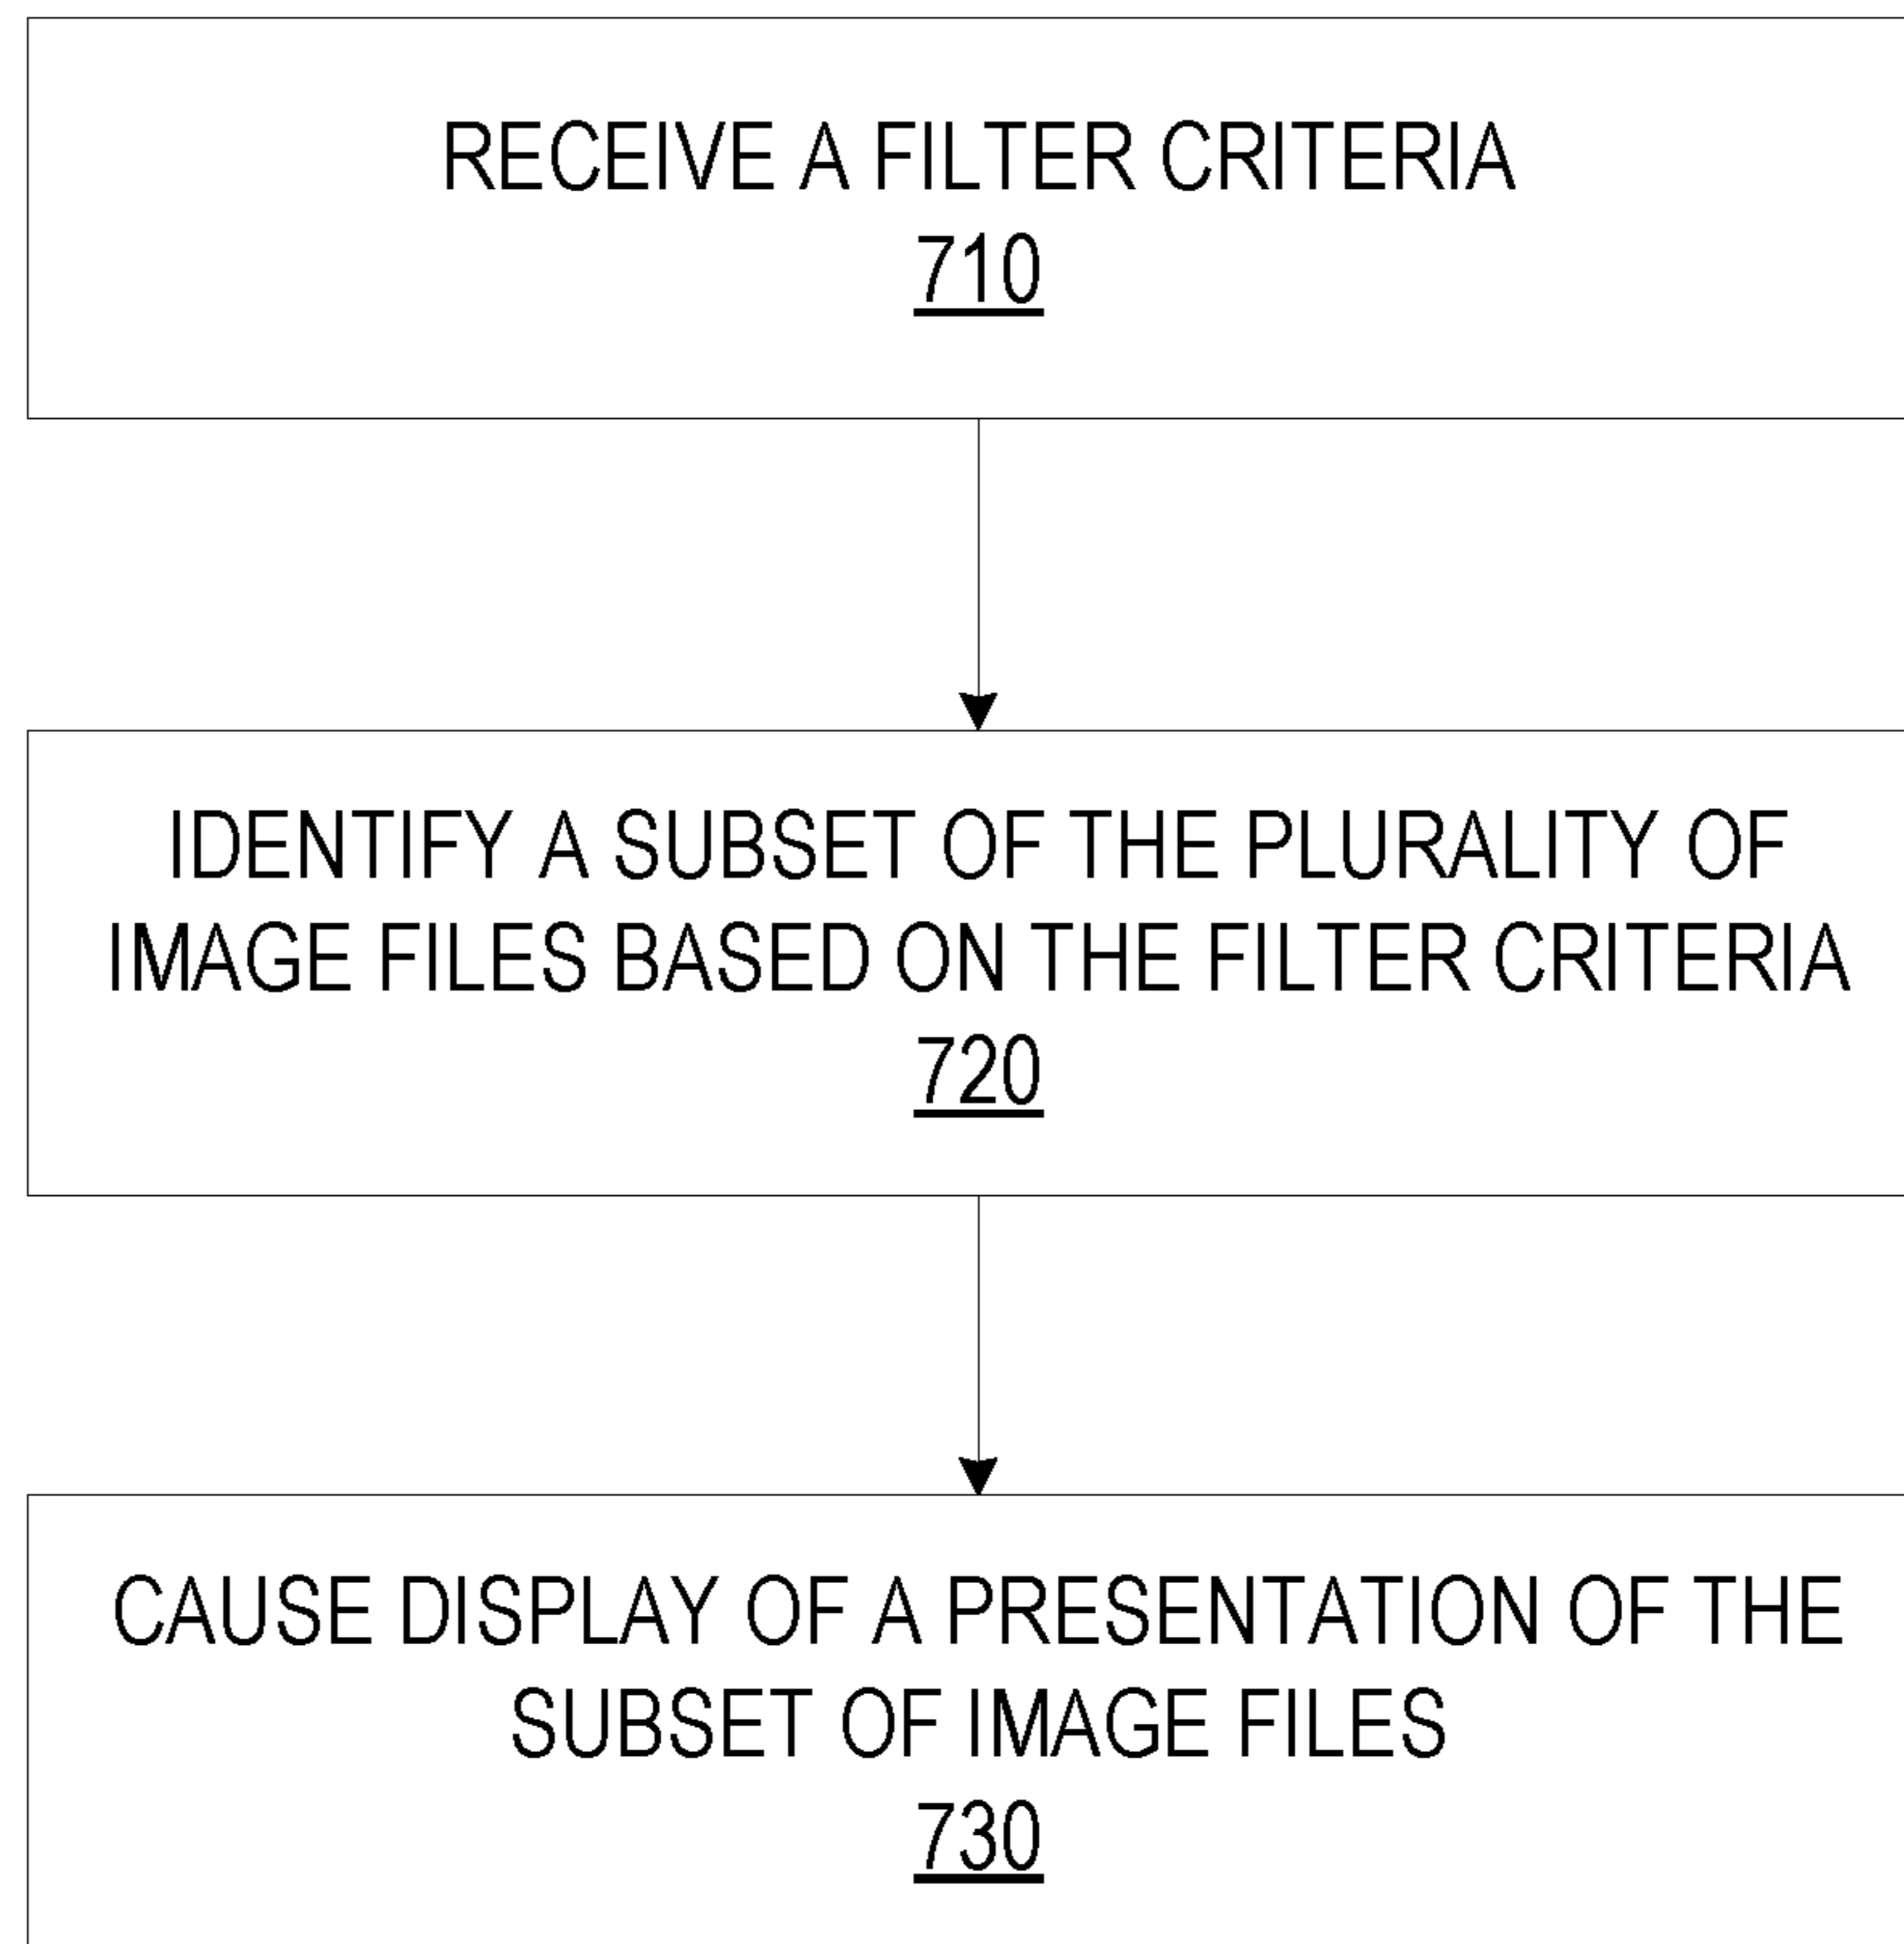 RECEIVE A FILTER CRITERIA
710
IDENTIFY A SUBSET OF THE PLURALITY OF
IMAGE FILES BASED ON THE FILTER CRITERIA
720
CAUSE DISPLAY OF A PRESENTATION OF THE
SUBSET OF IMAGE FILES
730